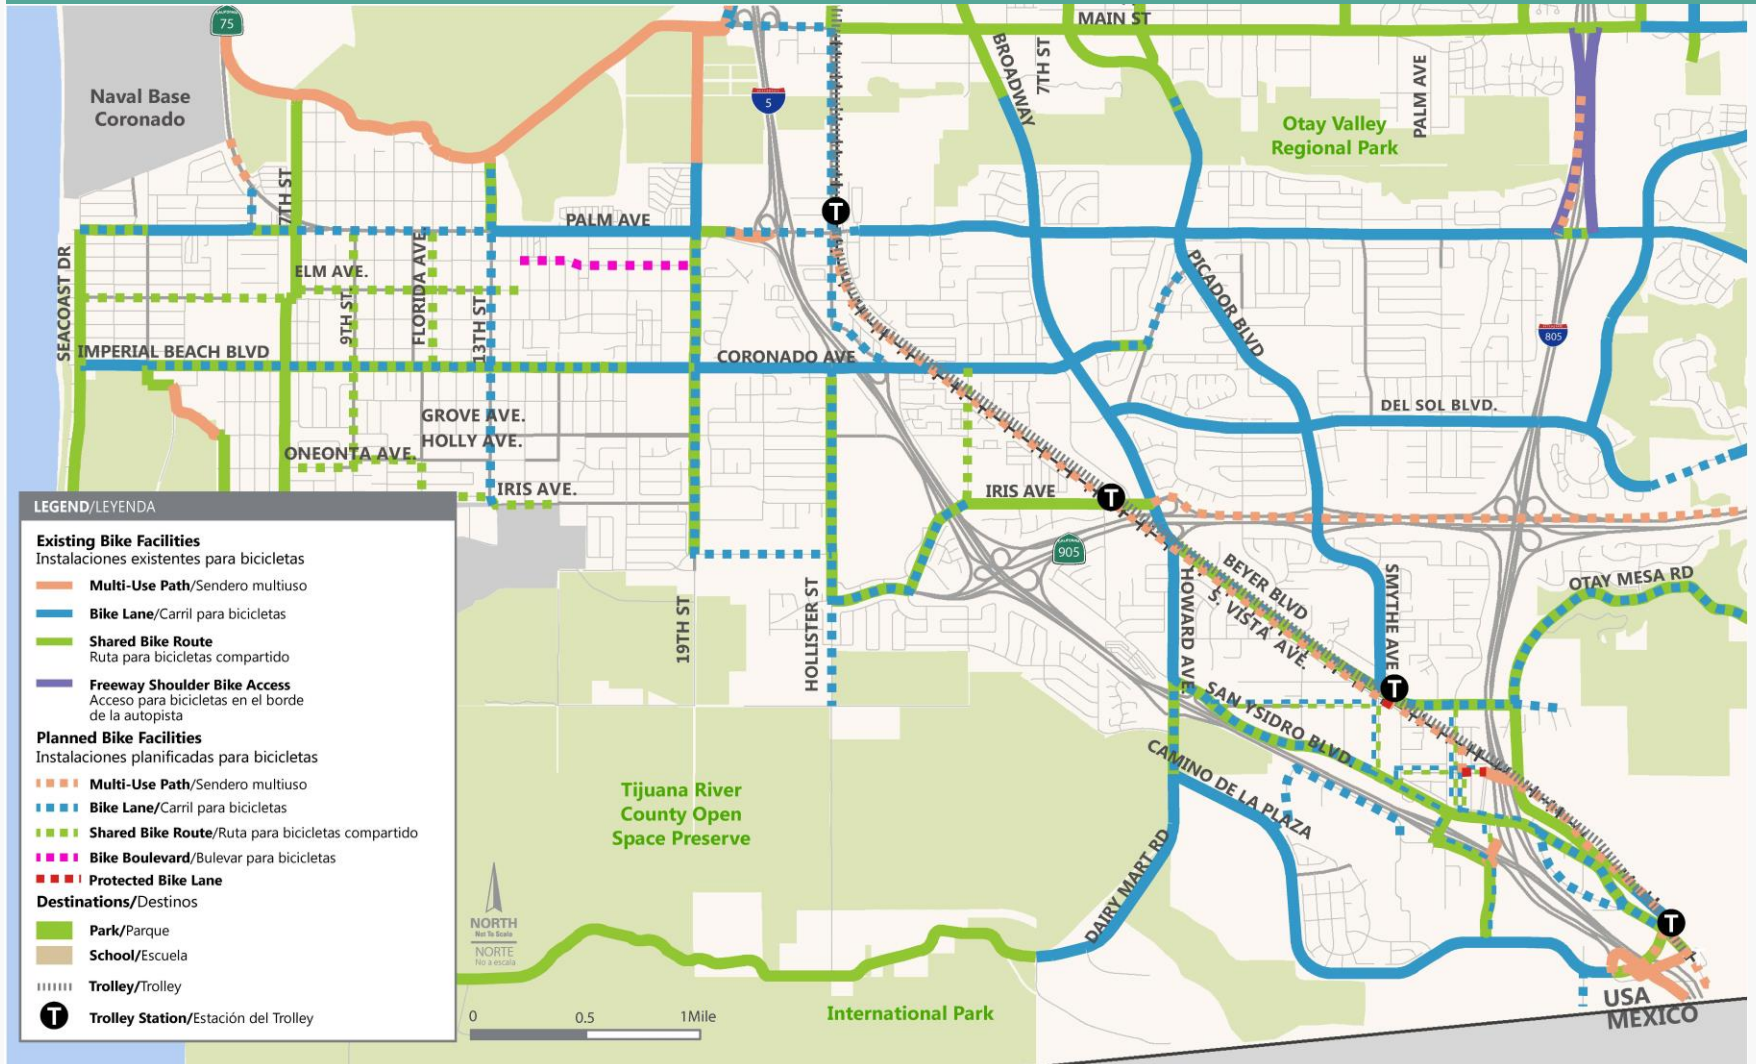 75
MAIN ST
Naval Base
Coronado
5
BROADWAY
7TH ST
PALM AVE
Otay Valley
Regional Park
7TH ST
PALM AVE
T
SEACOAST DR
ELM AVE.
9TH ST.
FLORIDA AVE.
13TH ST
PICADOR BLVD
805
IMPERIAL BEACH BLVD
CORONADO AVE
GROVE AVE.
HOLLY AVE.
DEL SOL BLVD.
ONEONTA AVE.
IRIS AVE.
IRIS AVE
T
CALIFORNIA
905
BEYER BLVD
S. VISTA AVE.
HOWARD AVE.
SMYTHE AVE.
OTAY MESA RD
19TH ST
HOLLISTER ST
T
SAN YSIDRO BLVD.
CAMINO DE LA PLAZA
DAIRY MART RD
Tijuana River
County Open
Space Preserve
T
International Park
USA
MEXICO
LEGEND/LEYENDA
Existing Bike Facilities
Instalaciones existentes para bicicletas
Multi-Use Path/Sendero multiuso
Bike Lane/Carril para bicicletas
Shared Bike Route
Ruta para bicicletas compartido
Freeway Shoulder Bike Access
Acceso para bicicletas en el borde
de la autopista
Planned Bike Facilities
Instalaciones planificadas para bicicletas
Multi-Use Path/Sendero multiuso
Bike Lane/Carril para bicicletas
Shared Bike Route/Ruta para bicicletas compartido
Bike Boulevard/Bulevar para bicicletas
Protected Bike Lane
Destinations/Destinos
Park/Parque
School/Escuela
Trolley/Trolley
T
Trolley Station/Estación del Trolley
NORTH
Not To Scale
NORTE
No a escala
0
0.5
1Mile